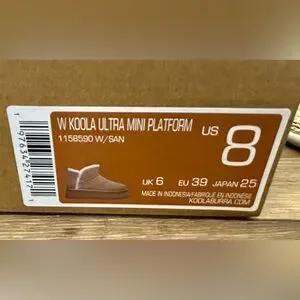 W KOOLA ULTRA MINI PLATFORM
1158590 W/SAN
US 8
UK 6 EU 39 JAPAN 25
MADE IN INDONESIA/FABRIQUÉ EN INDONÉSIE
KOOLABURRA.COM